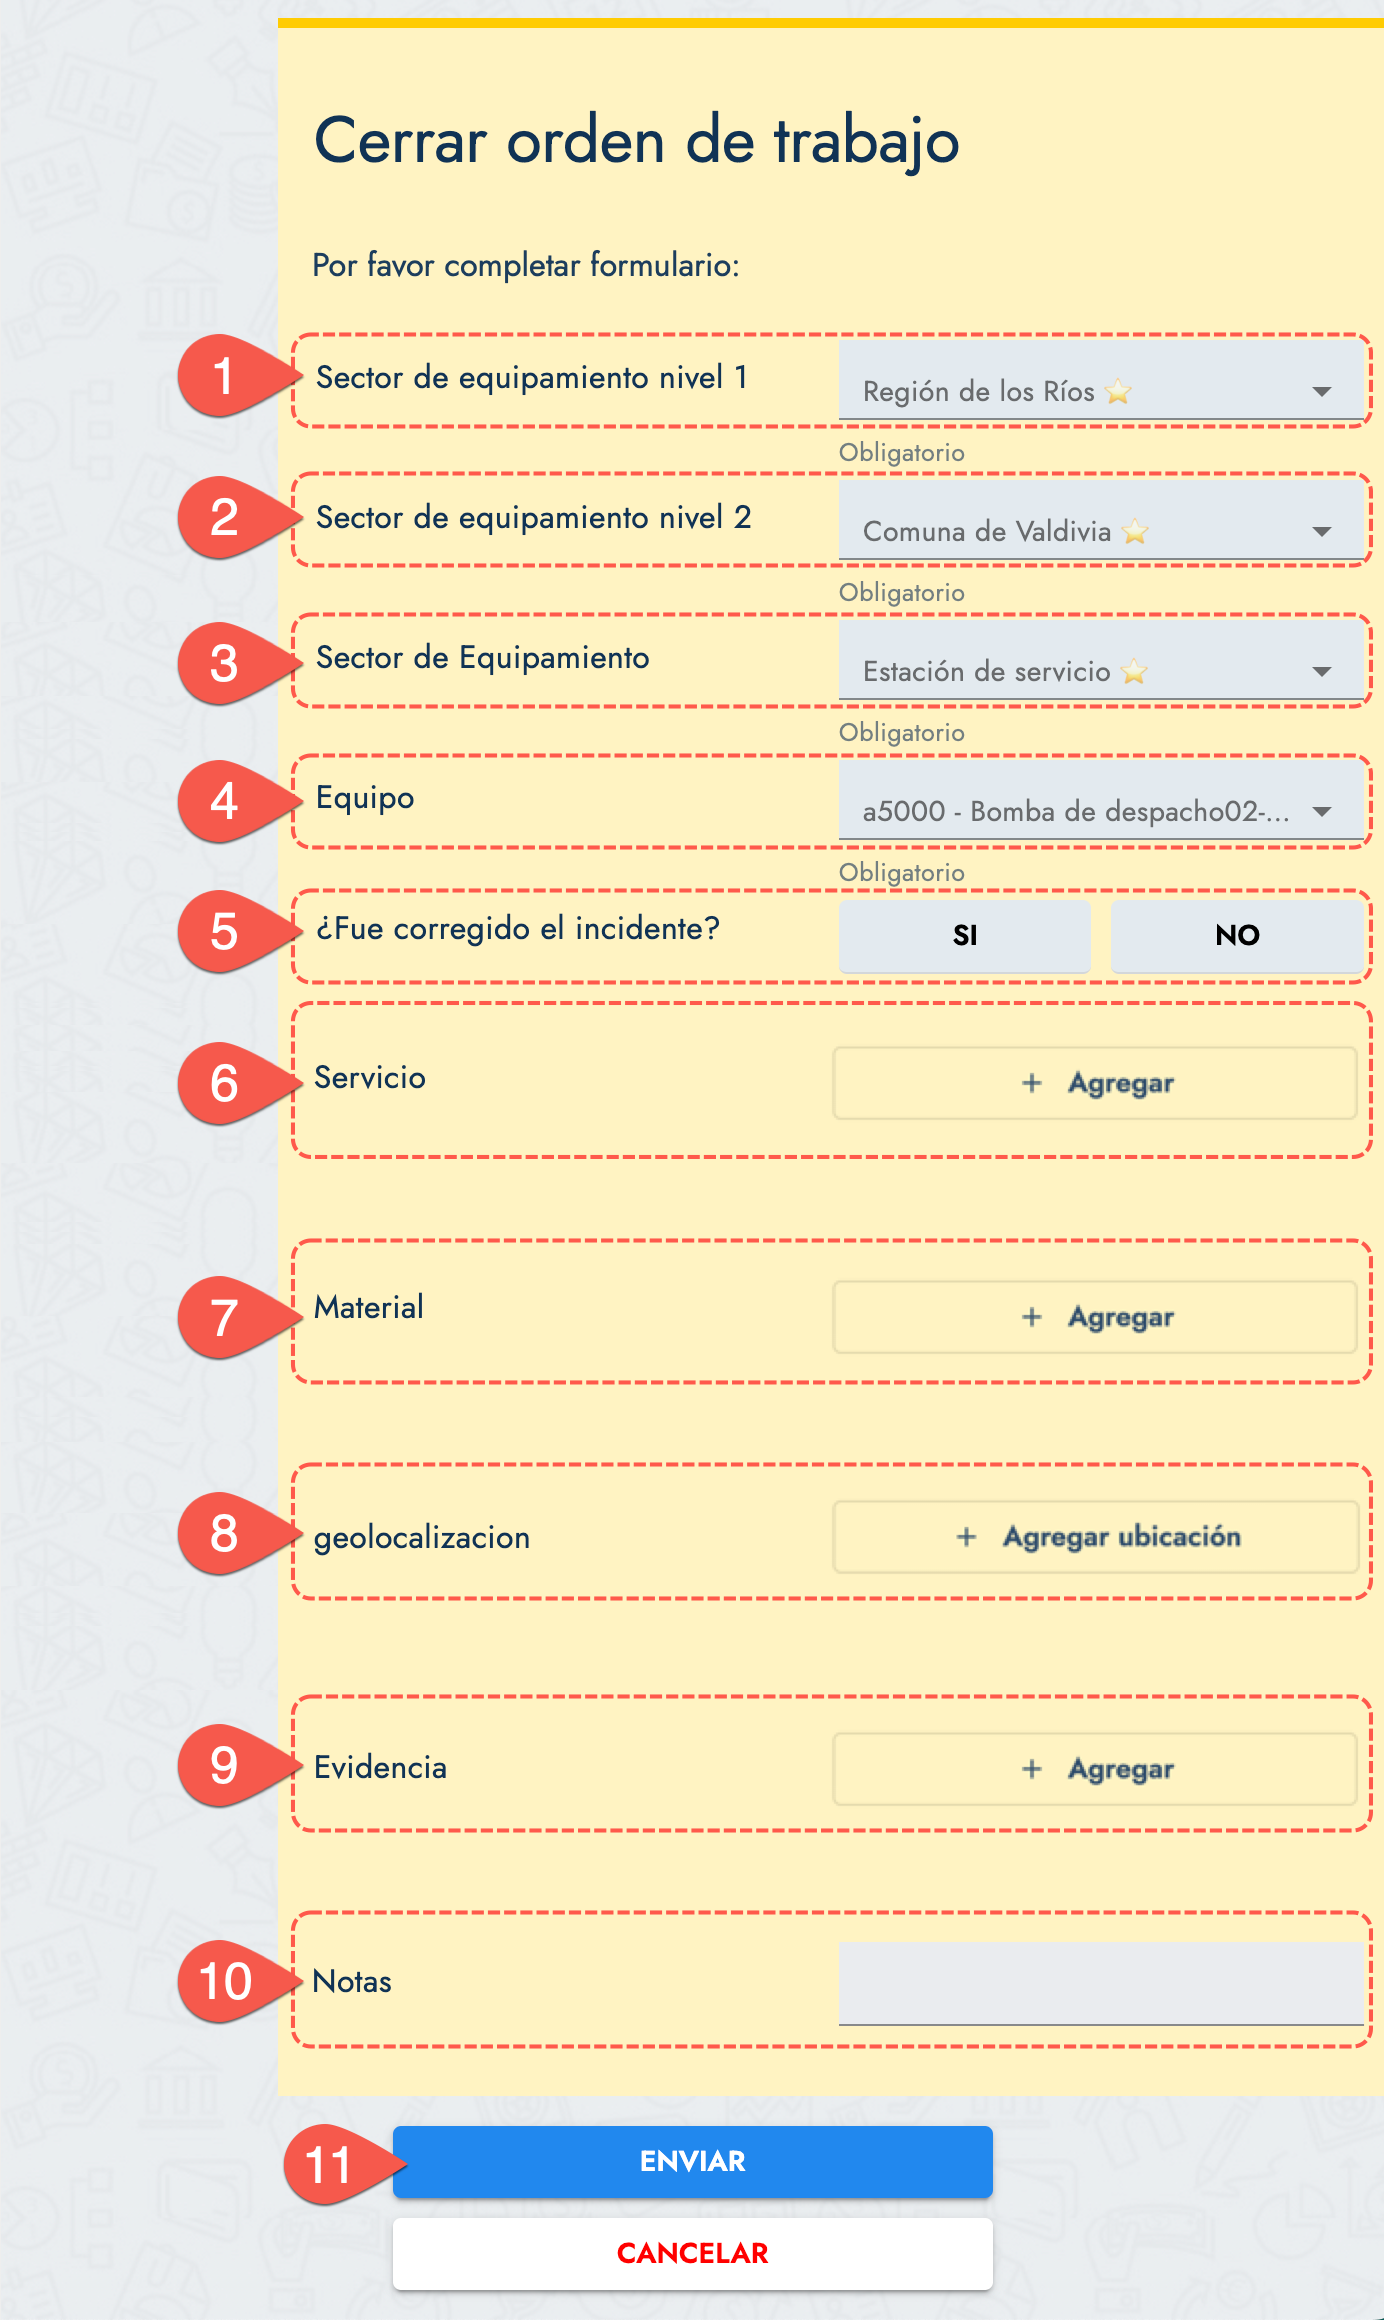 Cerrar orden de trabajo
Por favor completar formulario:
1 Sector de equipamiento nivel 1 Región de los Ríos ⭐
Obligatorio
2 Sector de equipamiento nivel 2 Comuna de Valdivia ⭐
Obligatorio
3 Sector de Equipamiento Estación de servicio ⭐
Obligatorio
4 Equipo a5000 - Bomba de despacho02-...
Obligatorio
5 ¿Fue corregido el incidente? SI NO
6 Servicio + Agregar
7 Material + Agregar
8 geolocalizacion + Agregar ubicación
9 Evidencia + Agregar
10 Notas
11 ENVIAR
CANCELAR